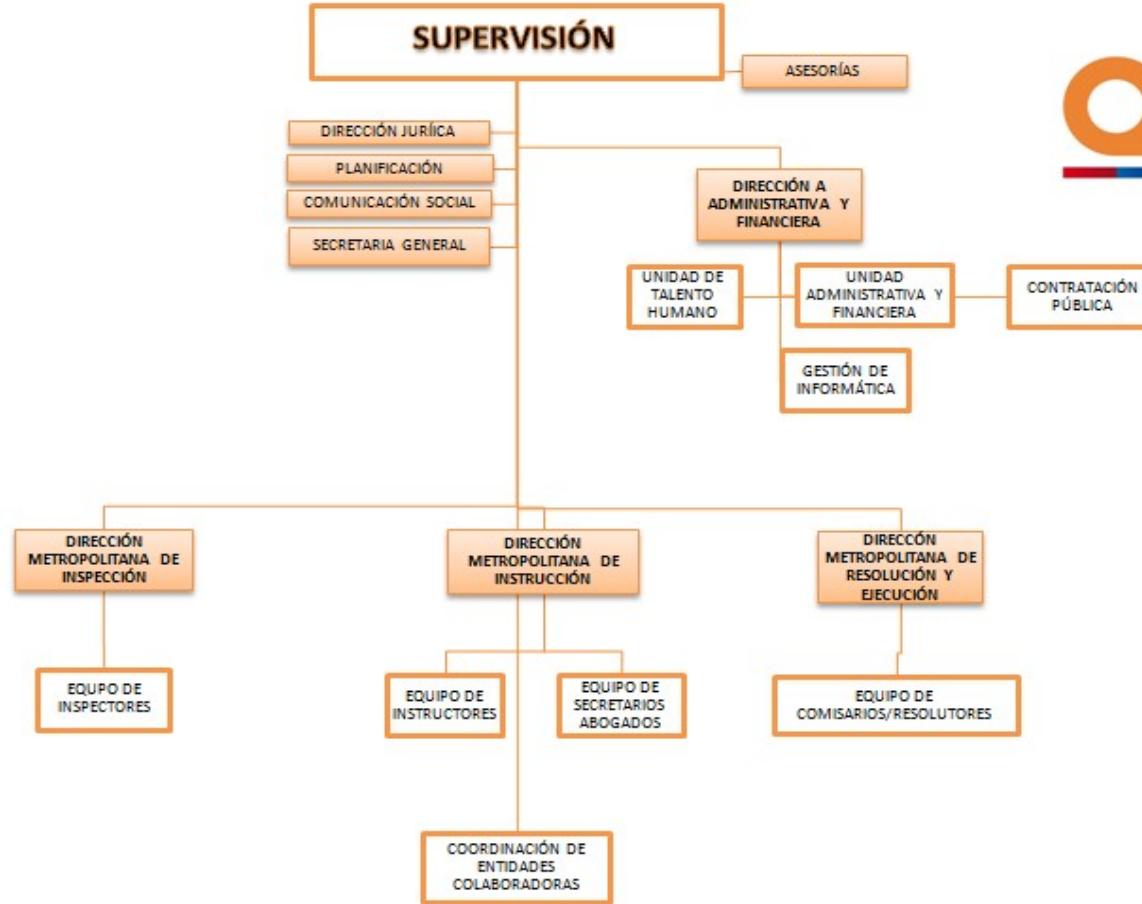 SUPERVISIÓN
ASESORÍAS
DIRECCIÓN JURÍICA
PLANIFICACIÓN
COMUNICACIÓN SOCIAL
SECRETARIA GENERAL
DIRECCIÓN A
ADMINISTRATIVA Y
FINANCIERA
UNIDAD DE
TALENTO
HUMANO
UNIDAD
ADMINISTRATIVA Y
FINANCIERA
CONTRATACIÓN
PÚBLICA
GESTIÓN DE
INFORMÁTICA
DIRECCIÓN
METROPOLITANA DE
INSPECCIÓN
DIRECCIÓN
METROPOLITANA DE
INSTRUCCIÓN
DIRECCÓN
METROPOLITANA DE
RESOLUCIÓN Y
EJECUCIÓN
EQUPO DE
INSPECTORES
EQUIPO DE
INSTRUCTORES
EQUIPO DE
SECRETARIOS
ABOGADOS
EQUIPO DE
COMISARIOS/RESOLUTORES
COORDINACIÓN DE
ENTIDADES
COLABORADORAS